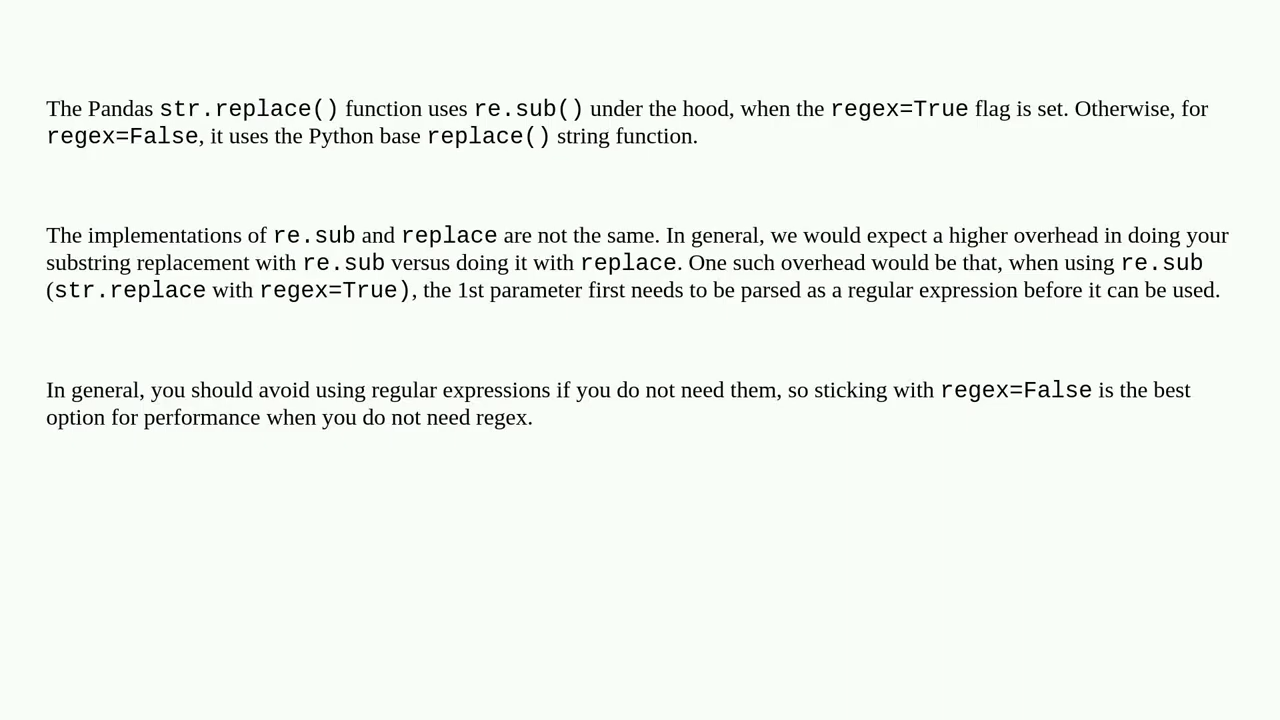 The Pandas str.replace() function uses re.sub() under the hood, when the regex=True flag is set. Otherwise, for
regex=False, it uses the Python base replace() string function.
The implementations of re.sub and replace are not the same. In general, we would expect a higher overhead in doing your
substring replacement with re.sub versus doing it with replace. One such overhead would be that, when using re.sub
(str.replace with regex=True), the 1st parameter first needs to be parsed as a regular expression before it can be used.
In general, you should avoid using regular expressions if you do not need them, so sticking with regex=False is the best
option for performance when you do not need regex.